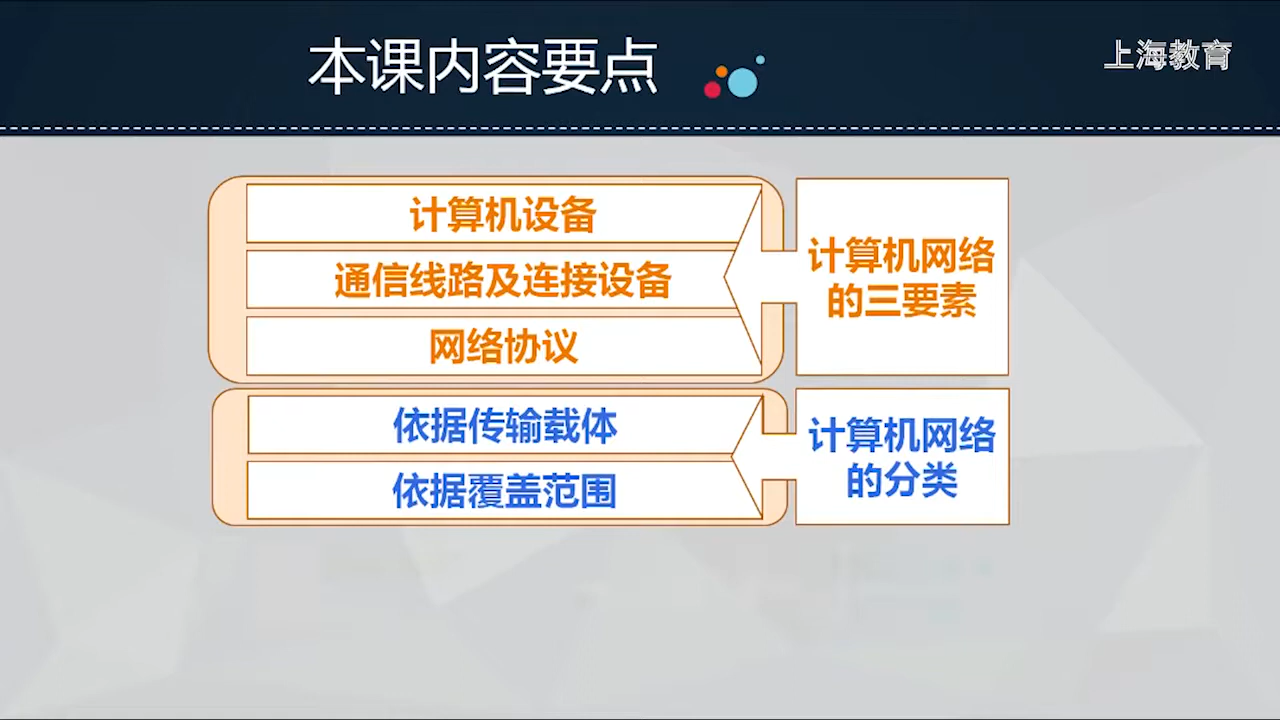 本课内容要点
上海教育
计算机设备
通信线路及连接设备
网络协议
计算机网络
的三要素
依据传输载体
依据覆盖范围
计算机网络
的分类